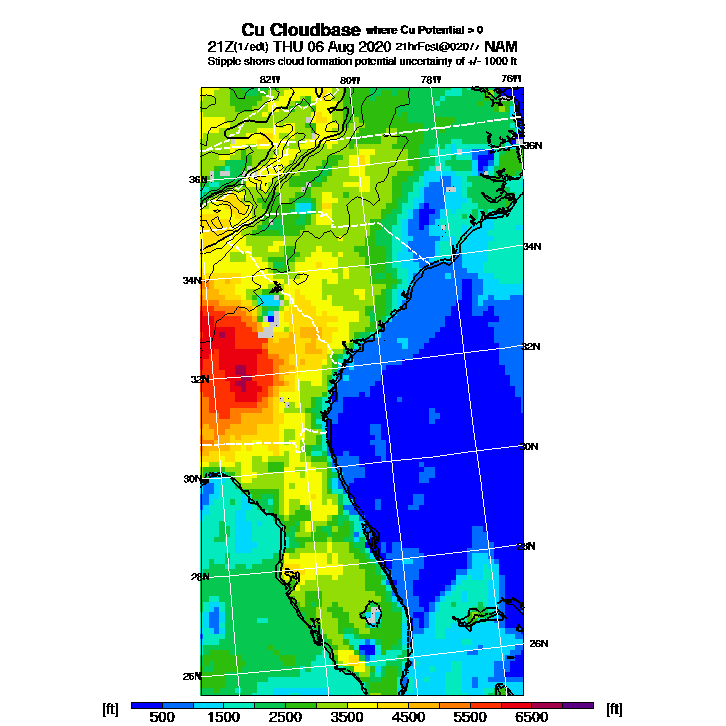 Cu Cloudbase where Cu Potential > 0
21Z(17edt) THU 06 Aug 2020 21hrFcst@0207z NAM
Stipple shows cloud formation potential uncertainty of +/- 1000 ft
82W 80W 78W 76W
36N
36N
34N
34N
32N
32N
30N
30N
28N
28N
26N
26N
[ft] 500 1500 2500 3500 4500 5500 6500 [ft]